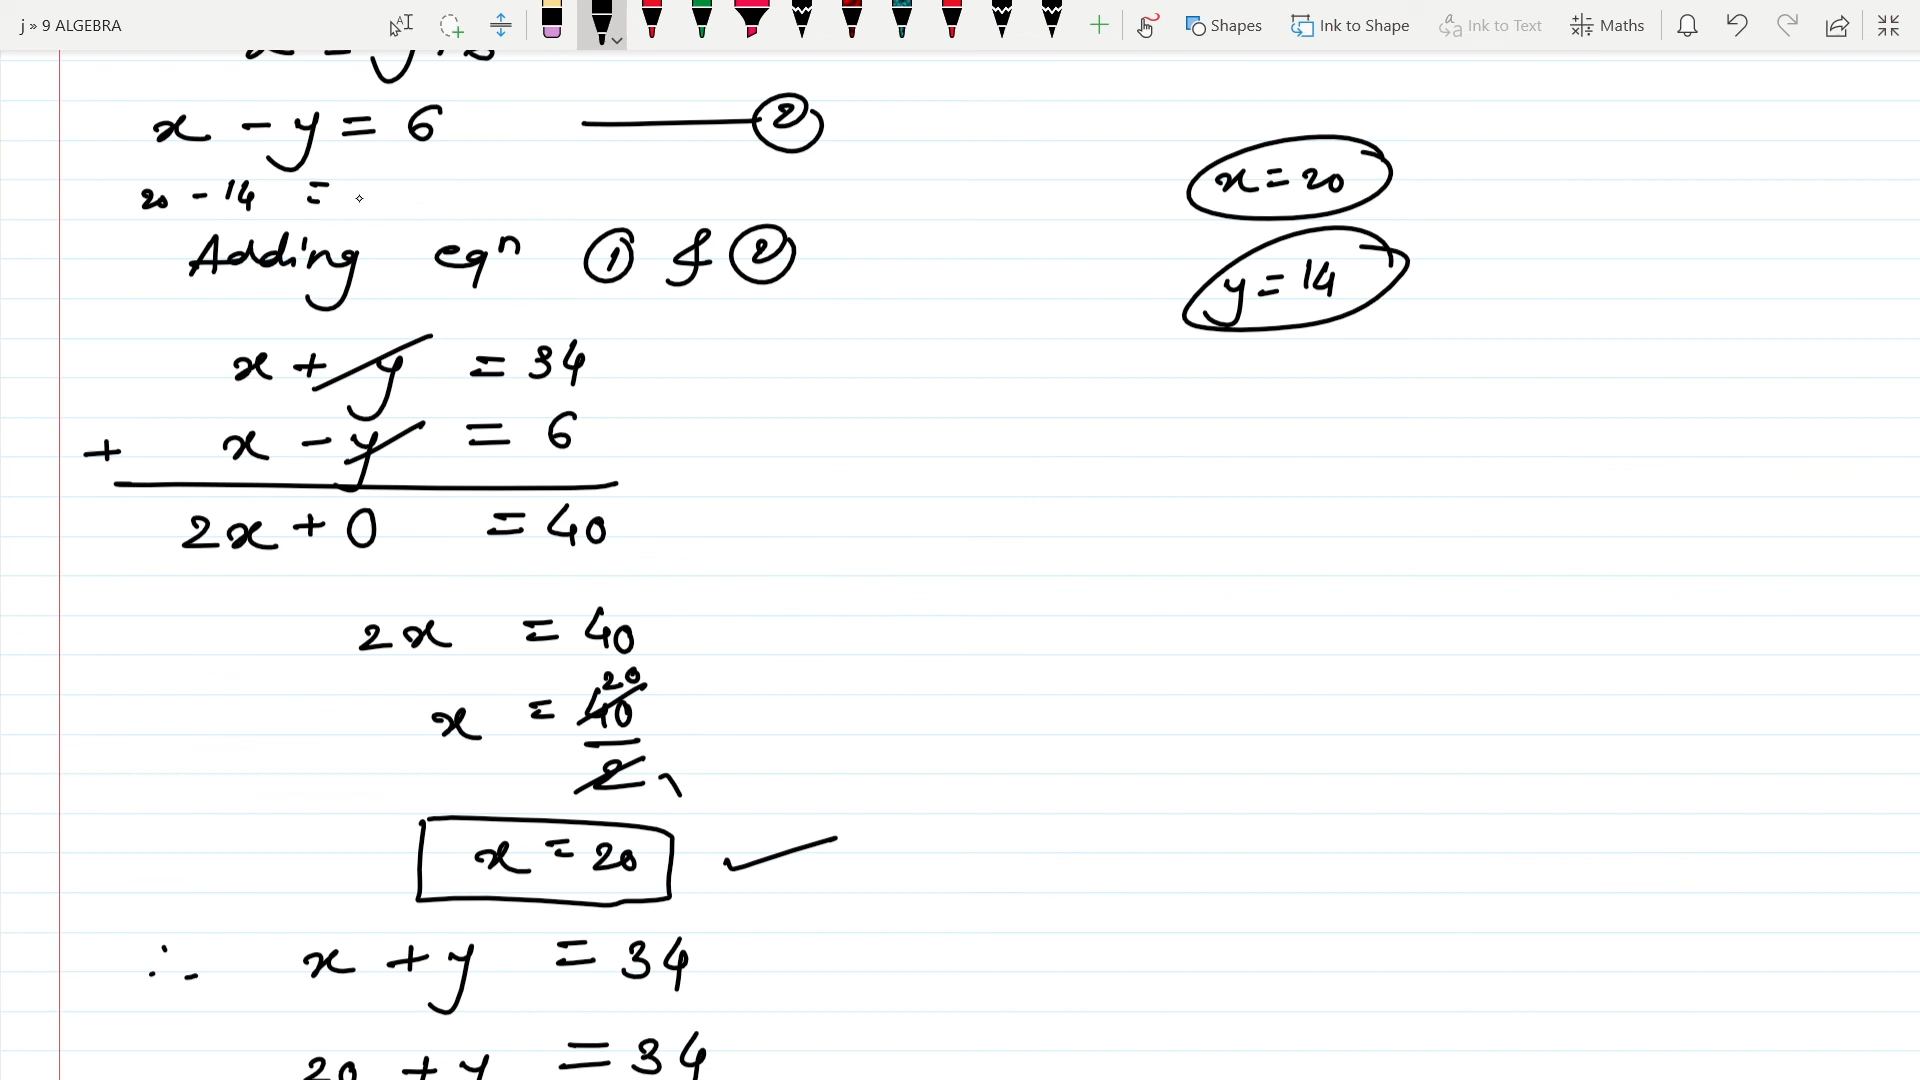 j » 9 ALGEBRA
Shapes
Ink to Shape
Ink to Text
Maths
x - y = 6 ②
20 - 14 =
Adding eqⁿ ① & ②
x + y = 34
+ x - y = 6
2x + 0 = 40
2x = 40
20
x = 40
2 1
x = 20
∴ x + y = 34
20 + y = 34
x = 20
y = 14